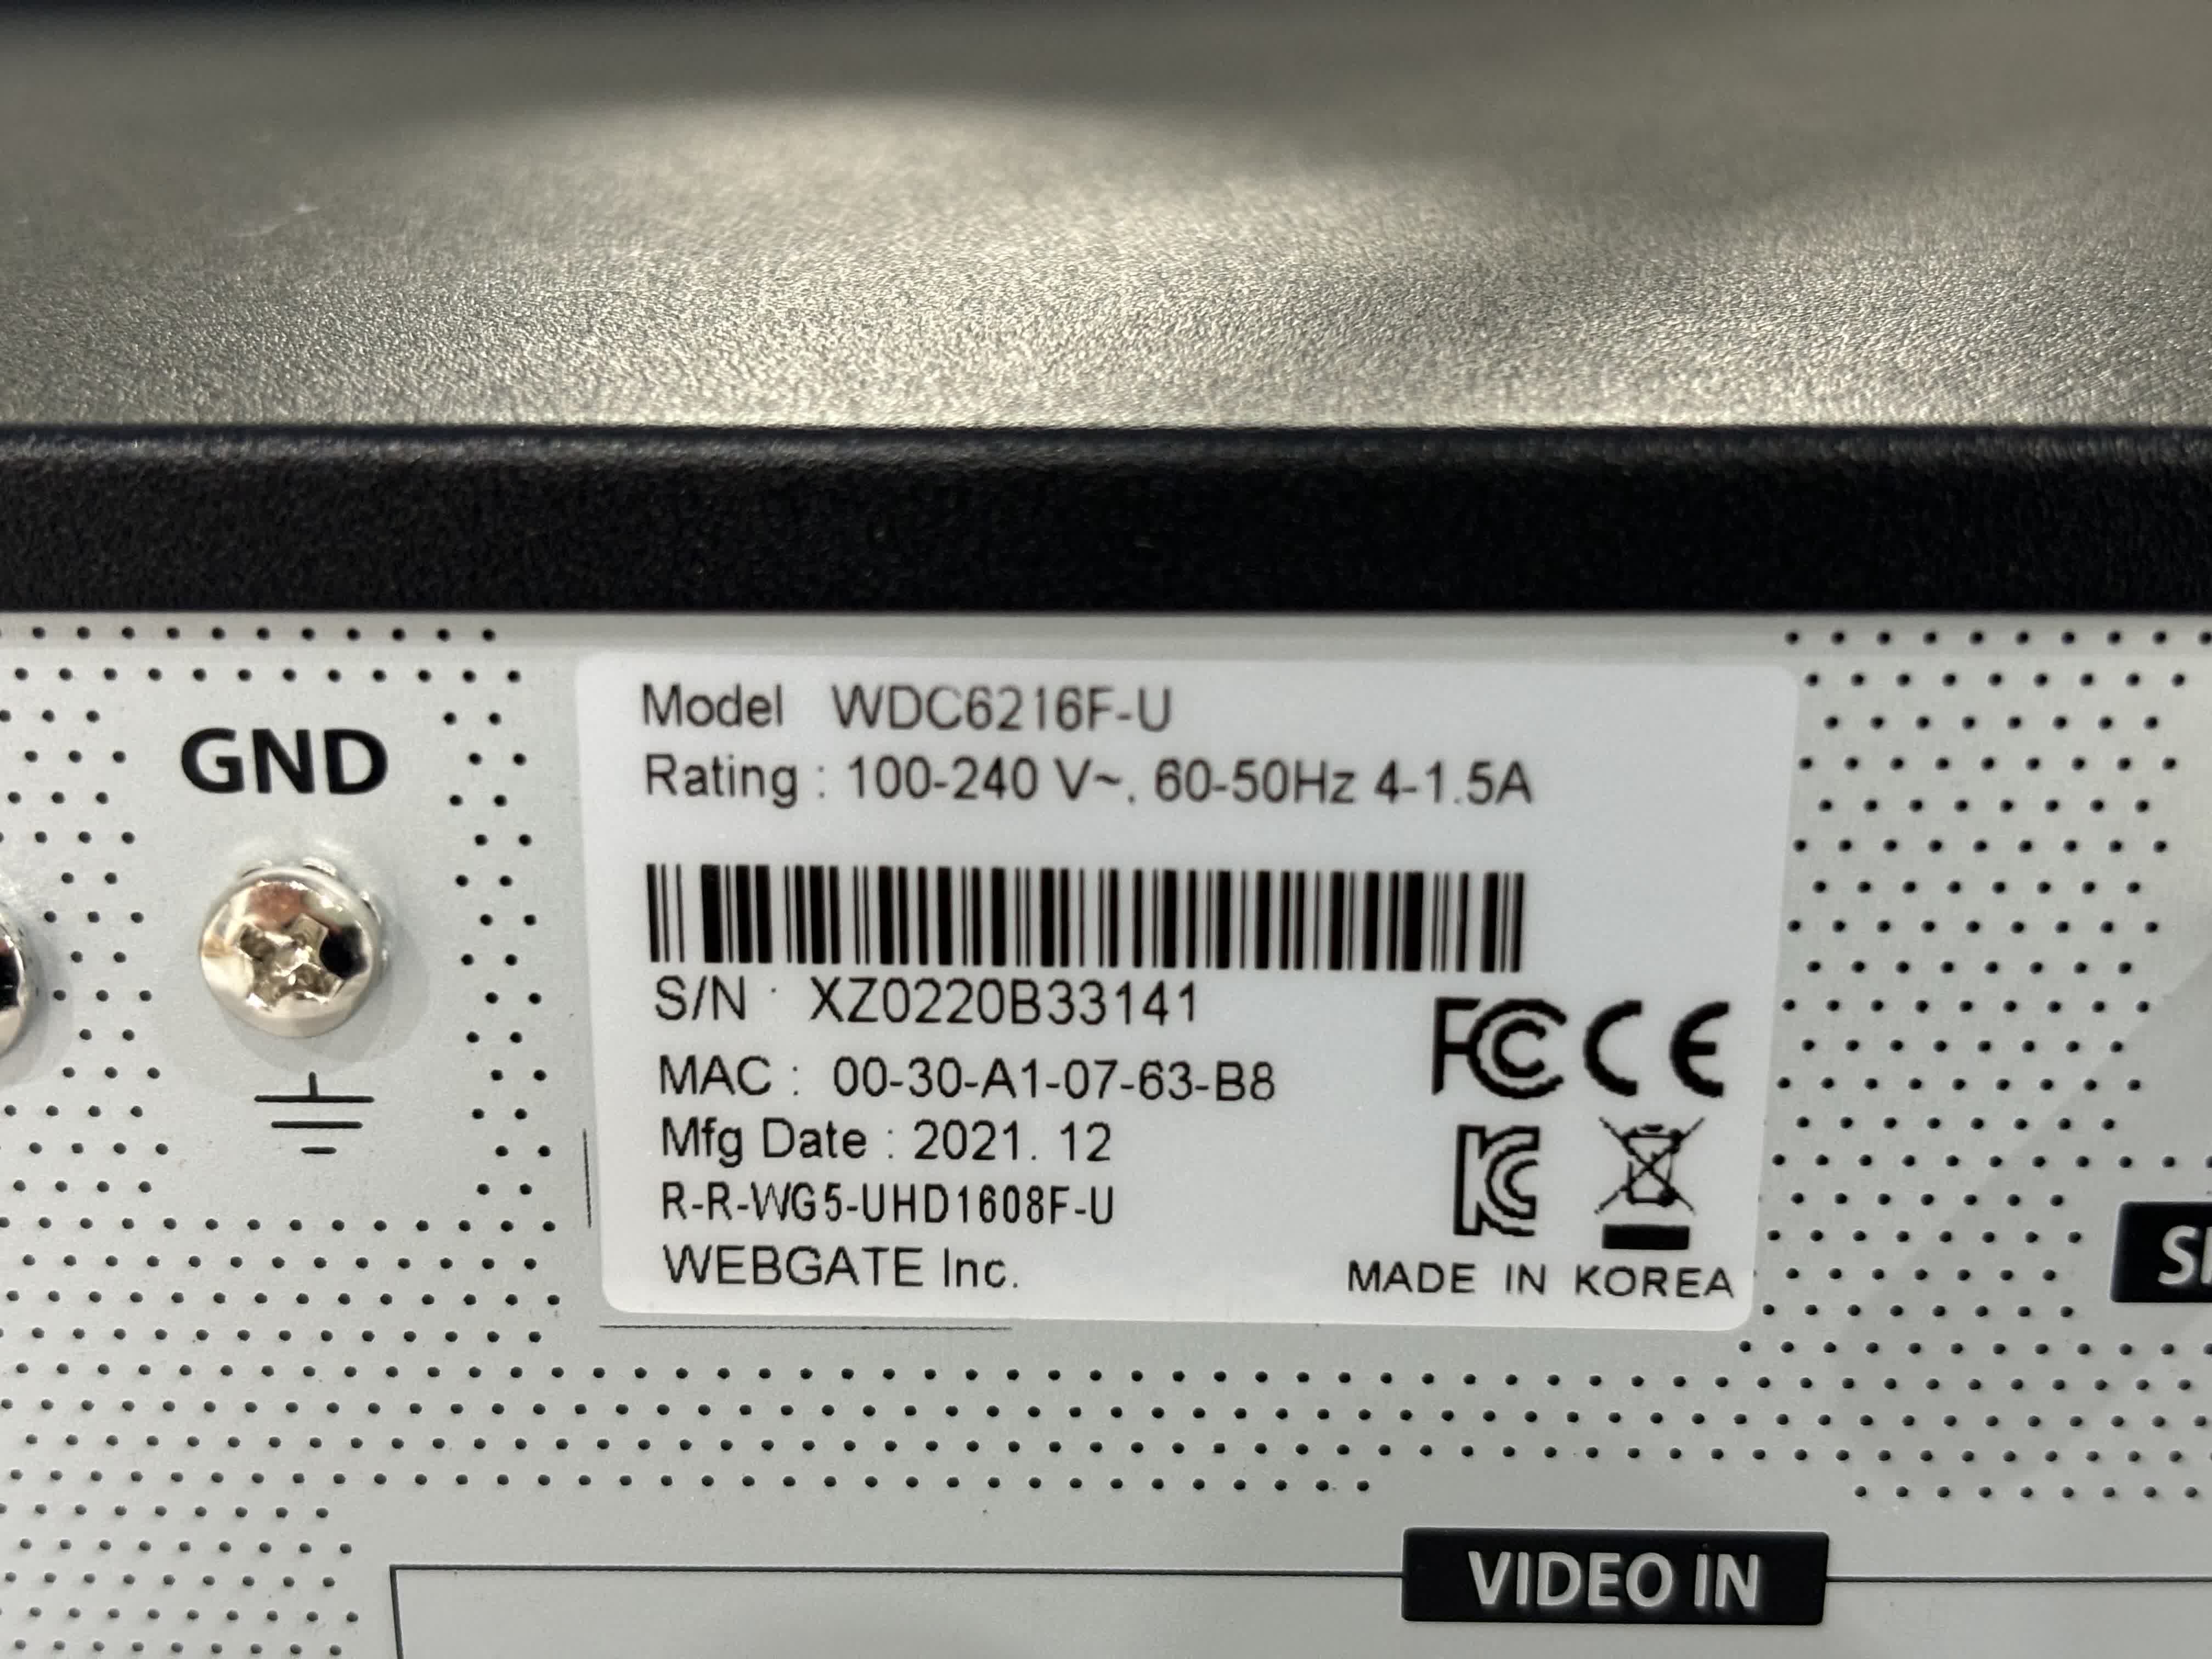 GND
Model WDC6216F-U
Rating : 100-240 V~, 60-50Hz 4-1.5A
S/N : XZ0220B33141
MAC : 00-30-A1-07-63-B8
Mfg Date : 2021. 12
R-R-WG5-UHD1608F-U
WEBGATE Inc.
FC CE
KC
MADE IN KOREA
VIDEO IN